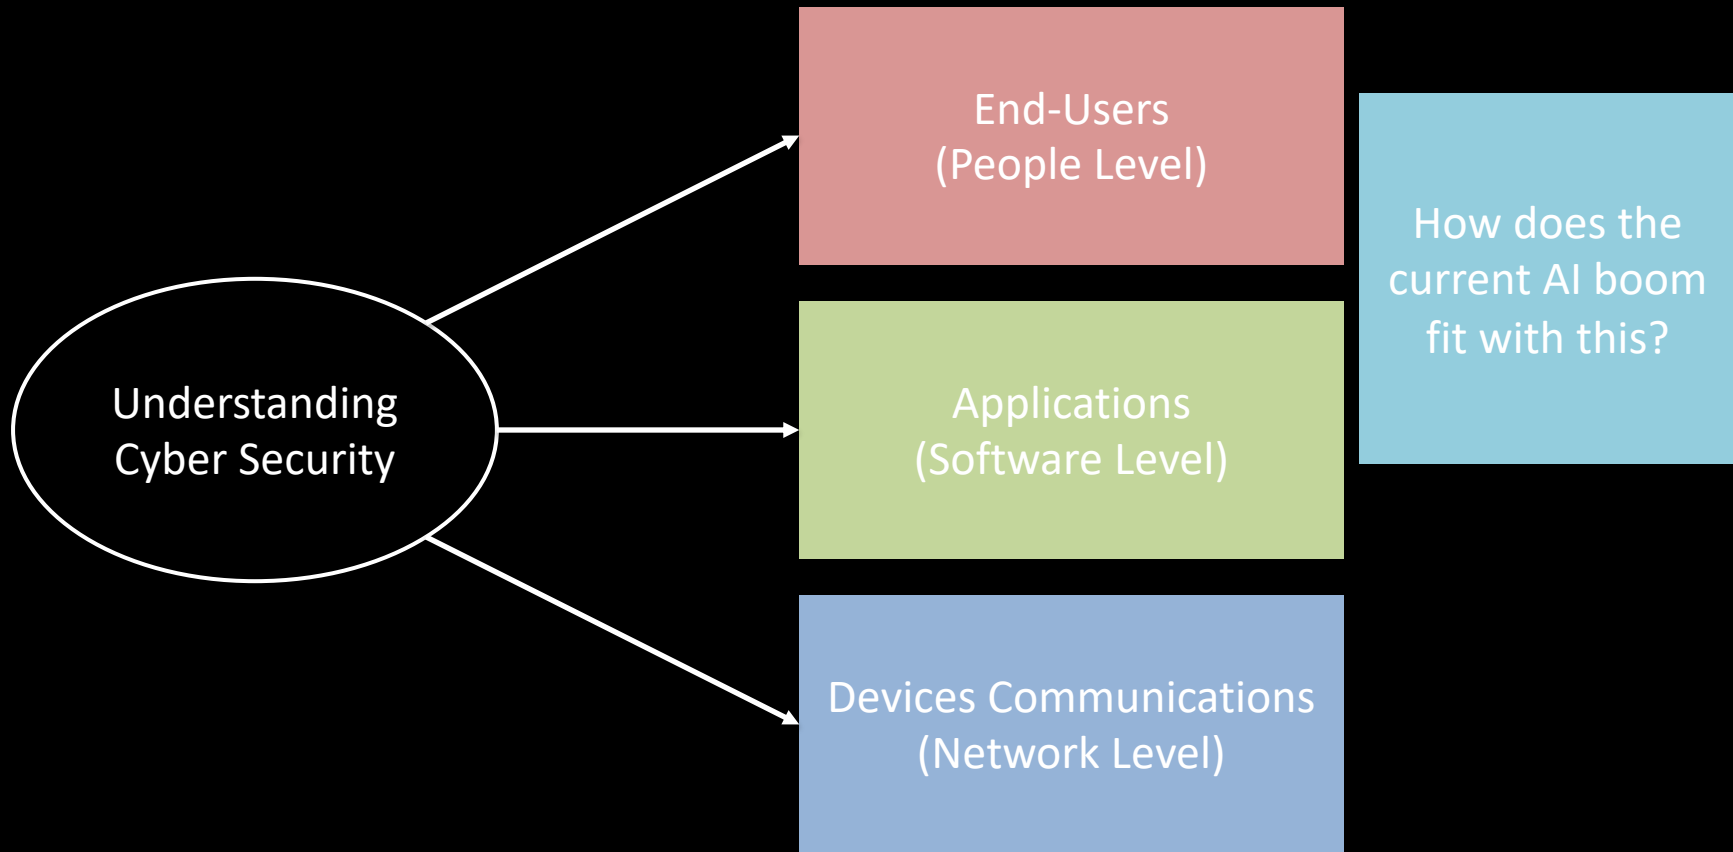 Understanding
Cyber Security
End-Users
(People Level)
Applications
(Software Level)
Devices Communications
(Network Level)
How does the
current AI boom
fit with this?